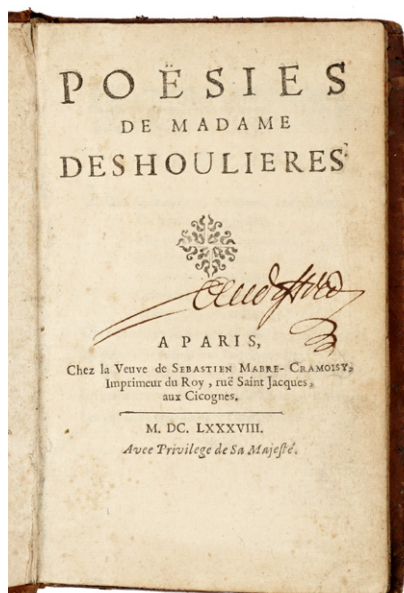 POËSIES
DE MADAME
DESHOULIERES
A PARIS,
Chez la Veuve de SEBASTIEN MABRE-CRAMOISY,
Imprimeur du Roy, ruë Saint Jacques,
aux Cicognes.
M. DC. LXXXVIII.
Avec Privilege de Sa Majesté.